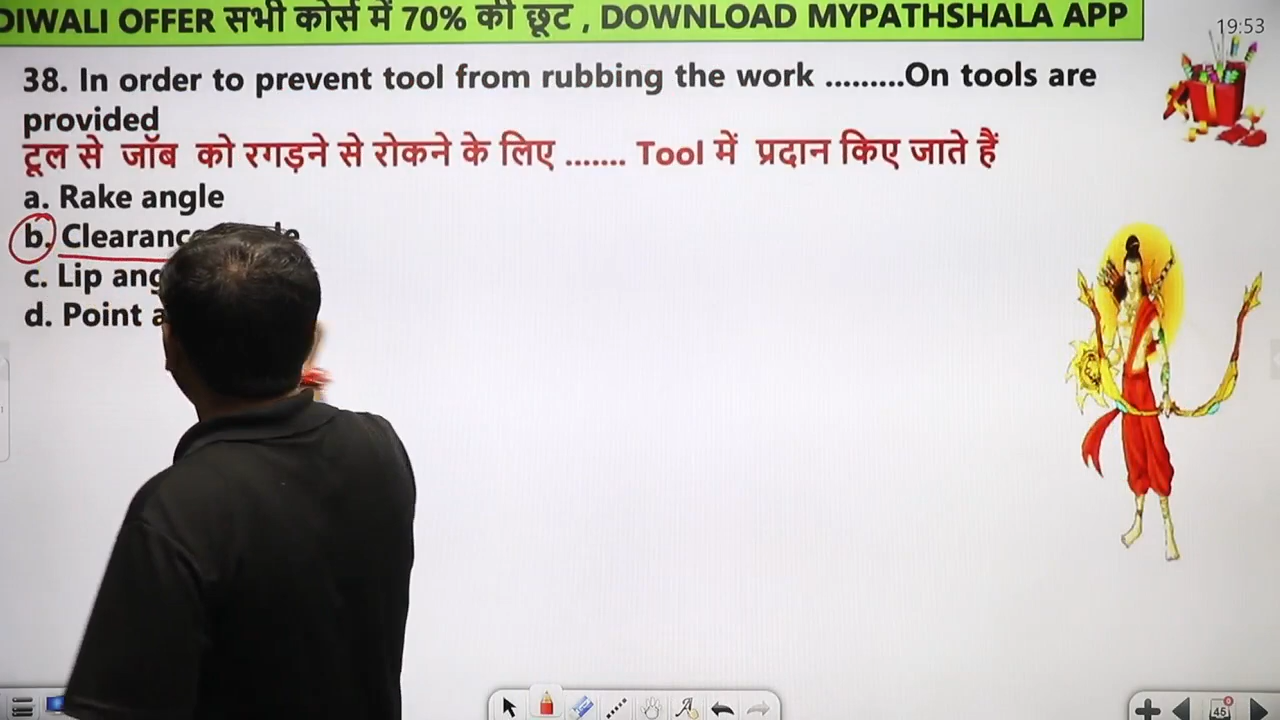 DIWALI OFFER सभी कोर्स में 70% की छूट , DOWNLOAD MYPATHSHALA APP
19:53
38. In order to prevent tool from rubbing the work .........On tools are
provided
टूल से जॉब को रगड़ने से रोकने के लिए ....... Tool में प्रदान किए जाते हैं
a. Rake angle
b. Clearanc
c. Lip ang
d. Point a
45